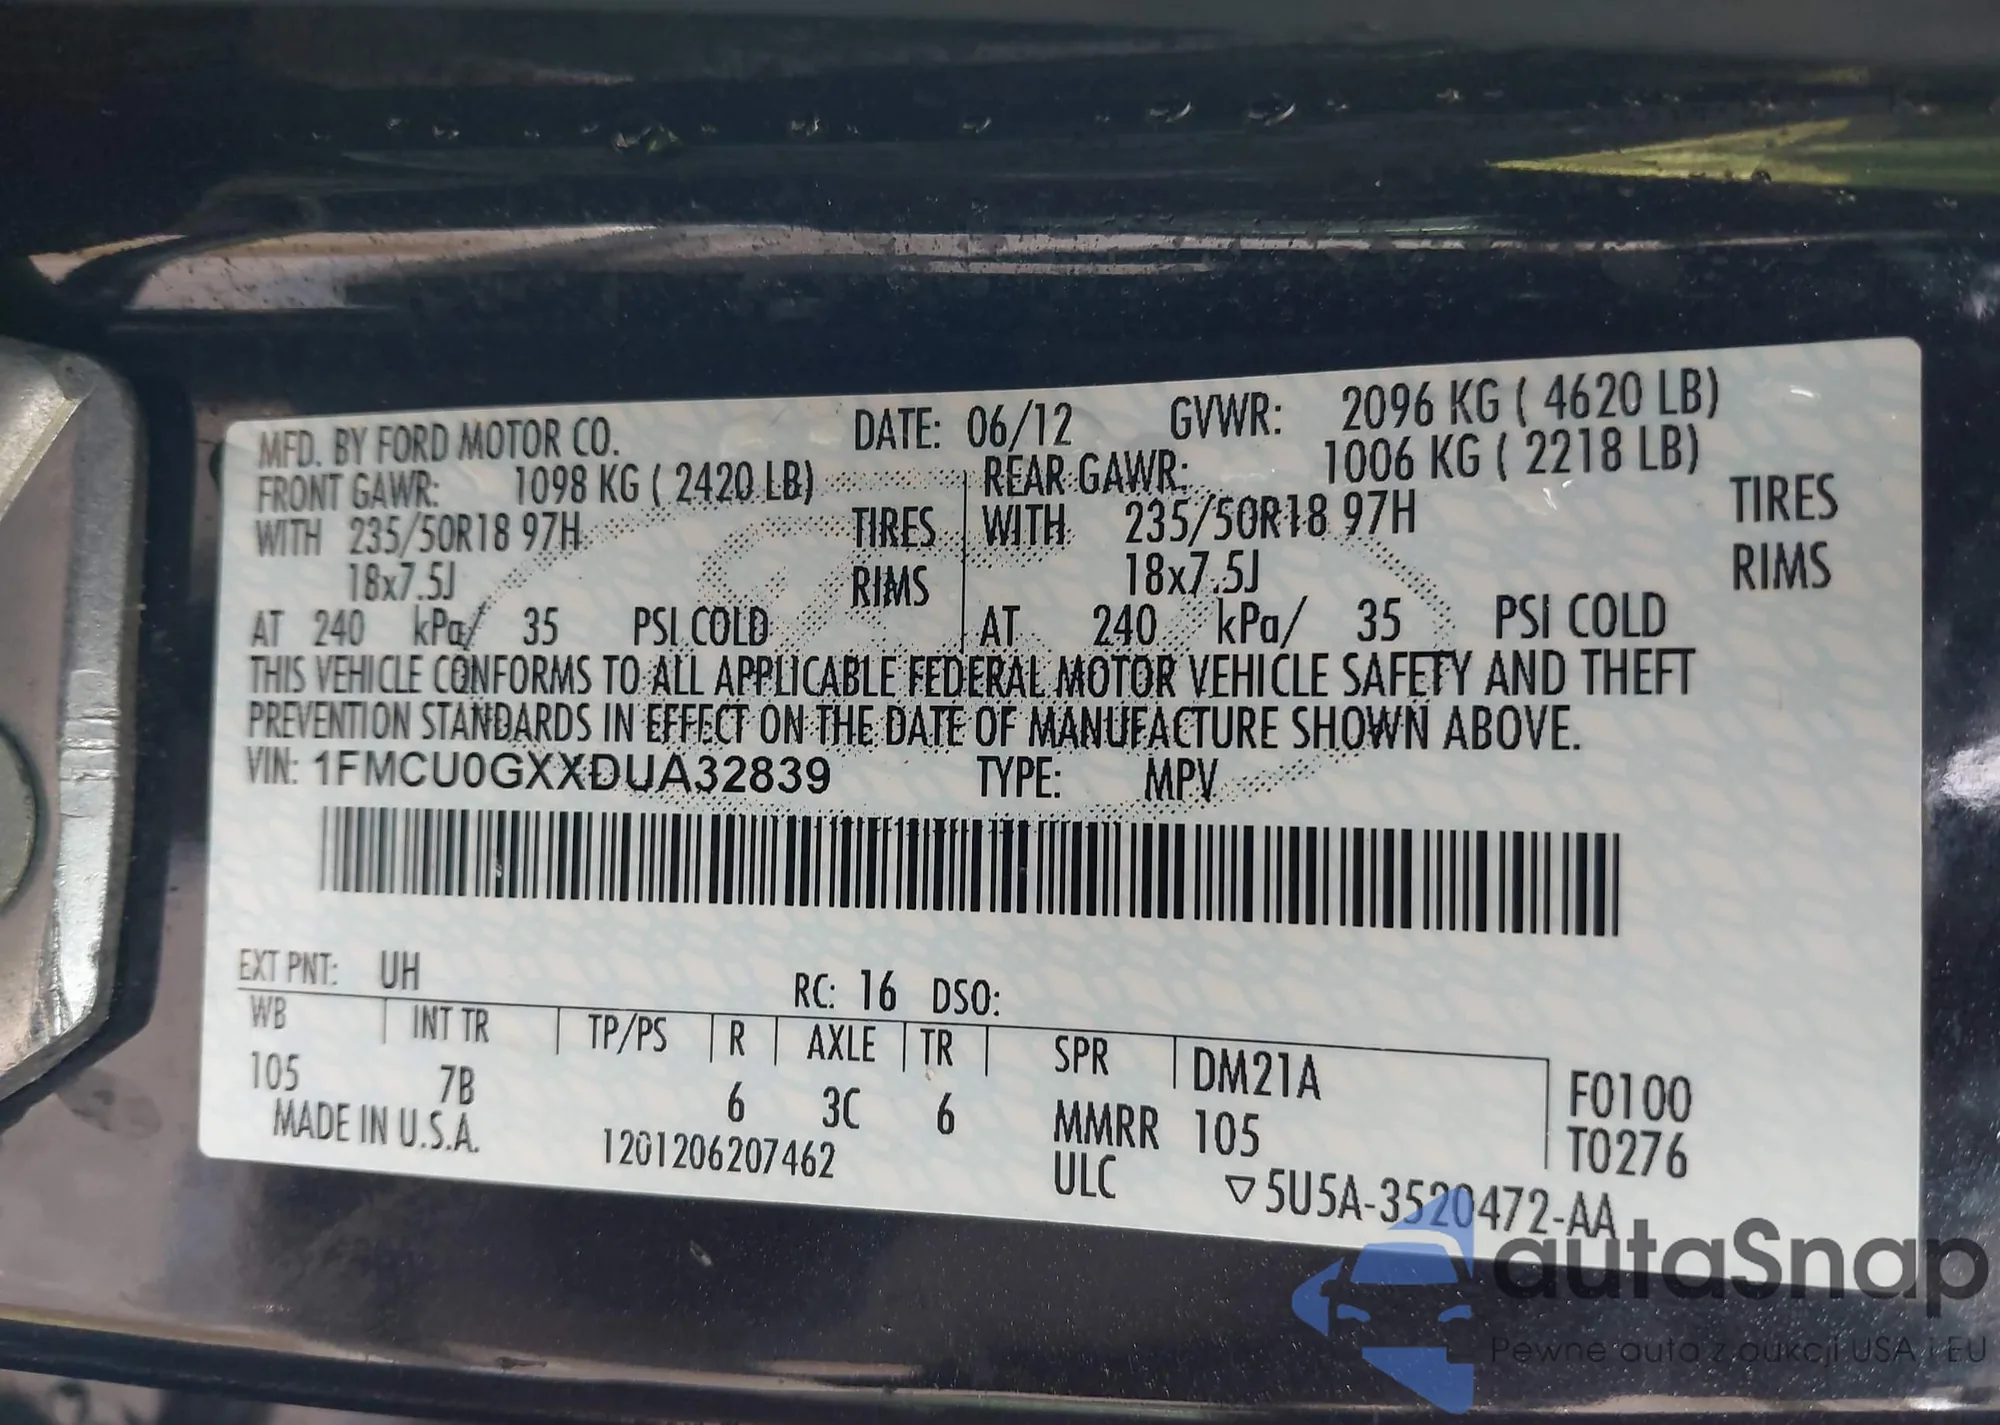 MFD. BY FORD MOTOR CO. DATE: 06/12 GVWR: 2096 KG ( 4620 LB)
FRONT GAWR: 1098 KG ( 2420 LB) REAR GAWR: 1006 KG ( 2218 LB)
WITH 235/50R18 97H TIRES WITH 235/50R18 97H TIRES
18x7.5J RIMS 18x7.5J RIMS
AT 240 kPa/ 35 PSI COLD AT 240 kPa/ 35 PSI COLD
THIS VEHICLE CONFORMS TO ALL APPLICABLE FEDERAL MOTOR VEHICLE SAFETY AND THEFT
PREVENTION STANDARDS IN EFFECT ON THE DATE OF MANUFACTURE SHOWN ABOVE.
VIN: 1FMCU0GXXDUA32839 TYPE: MPV
EXT PNT: UH RC: 16 DSO:
WB INT TR TP/PS R AXLE TR SPR DM21A F0100
105 7B 6 3C 6 MMRR 105 T0276
MADE IN U.S.A. 1201206207462 ULC ▽5U5A-3520472-AA
autaSnap
Pewne auta z aukcji USA i EU